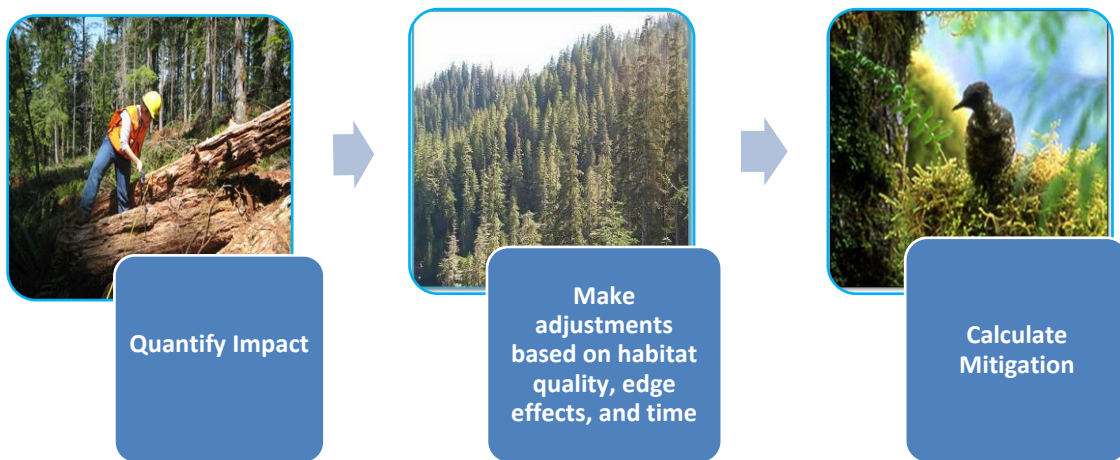 Quantify Impact
Make
adjustments
based on habitat
quality, edge
effects, and time
Calculate
Mitigation